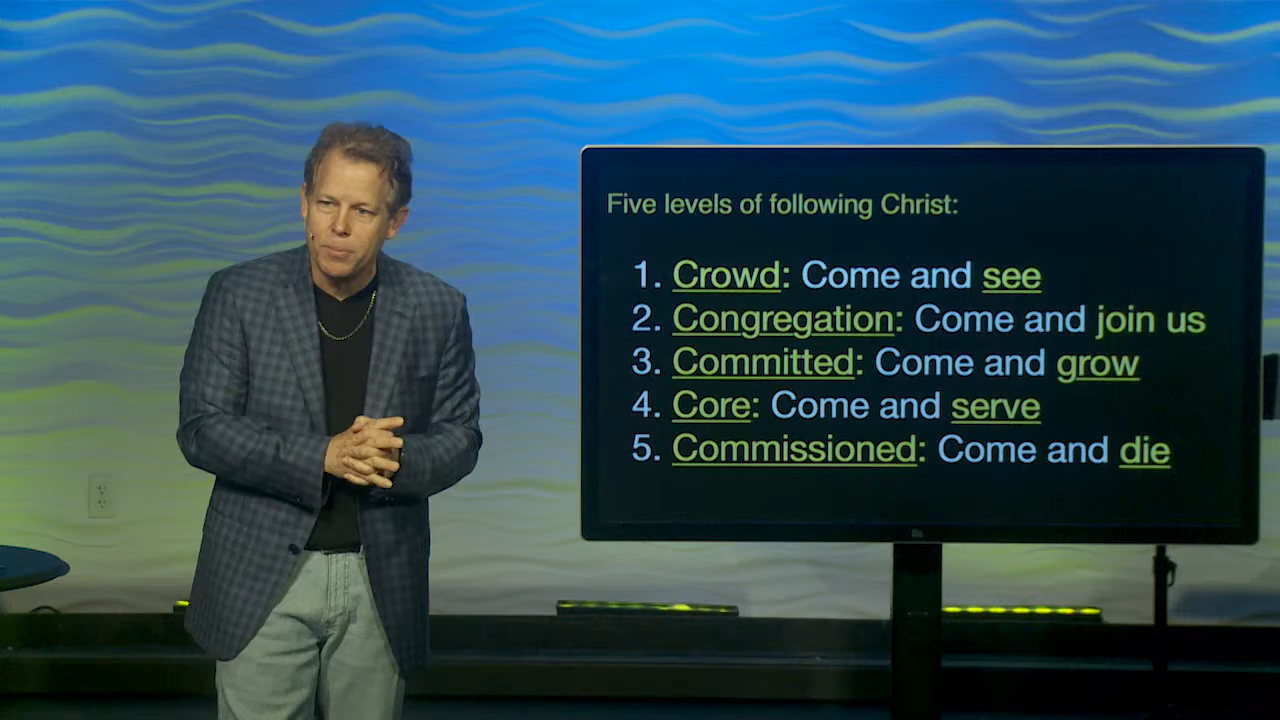 Five levels of following Christ:
1. Crowd: Come and see
2. Congregation: Come and join us
3. Committed: Come and grow
4. Core: Come and serve
5. Commissioned: Come and die